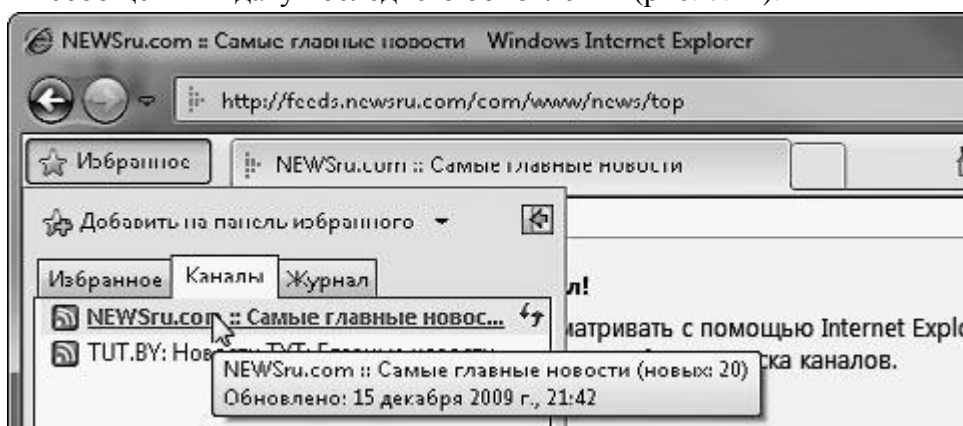 NEWSru.com :: Самые главные новости Windows Internet Explorer
http://feeds.newsru.com/com/www/news/top
Избранное
NEWSru.com :: Самые главные новости
Добавить на панель избранного
Избранное Каналы Журнал
л!
NEWSru.com :: Самые главные новос...
матривать с помощью Internet Explo
TUT.BY: Новости
ска каналов.
NEWSru.com :: Самые главные новости (новых: 20)
Обновлено: 15 декабря 2009 г., 21:42